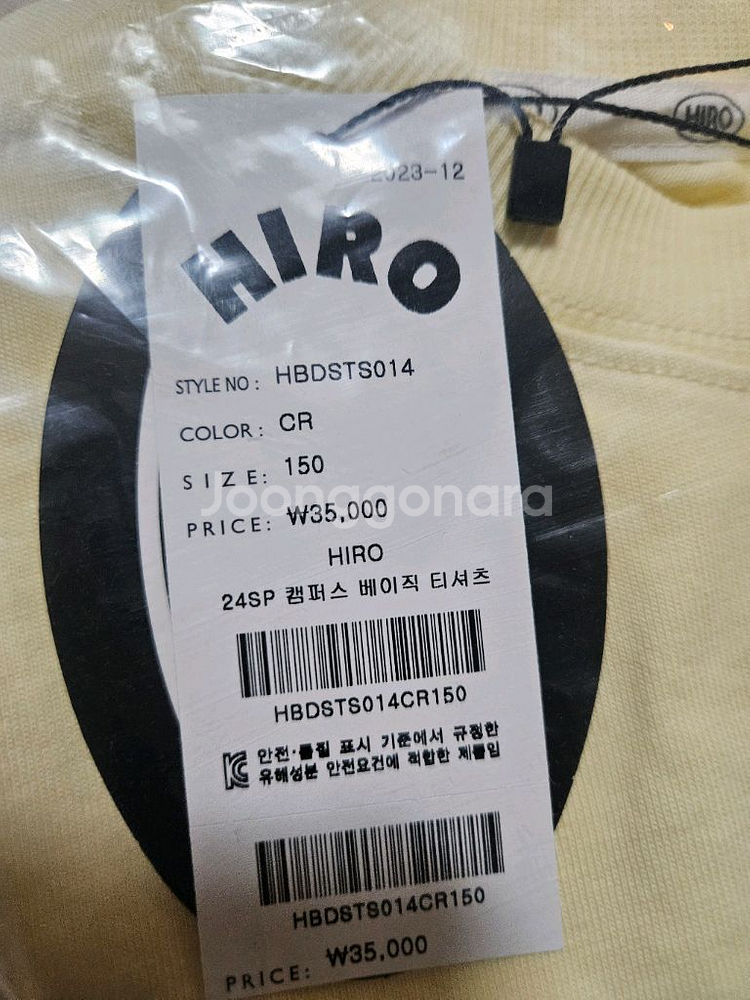 2023-12
HIRO
HIRO
STYLE NO : HBDSTS014
COLOR : CR
SIZE : 150
PRICE : ₩35,000
Joonggonara
HIRO
24SP 캠퍼스 베이직 티셔츠
HBDSTS014CR150
안전·품질 표시 기준에서 규정한
유해성분 안전요건에 적합한 제품임
HBDSTS014CR150
PRICE : ₩35,000